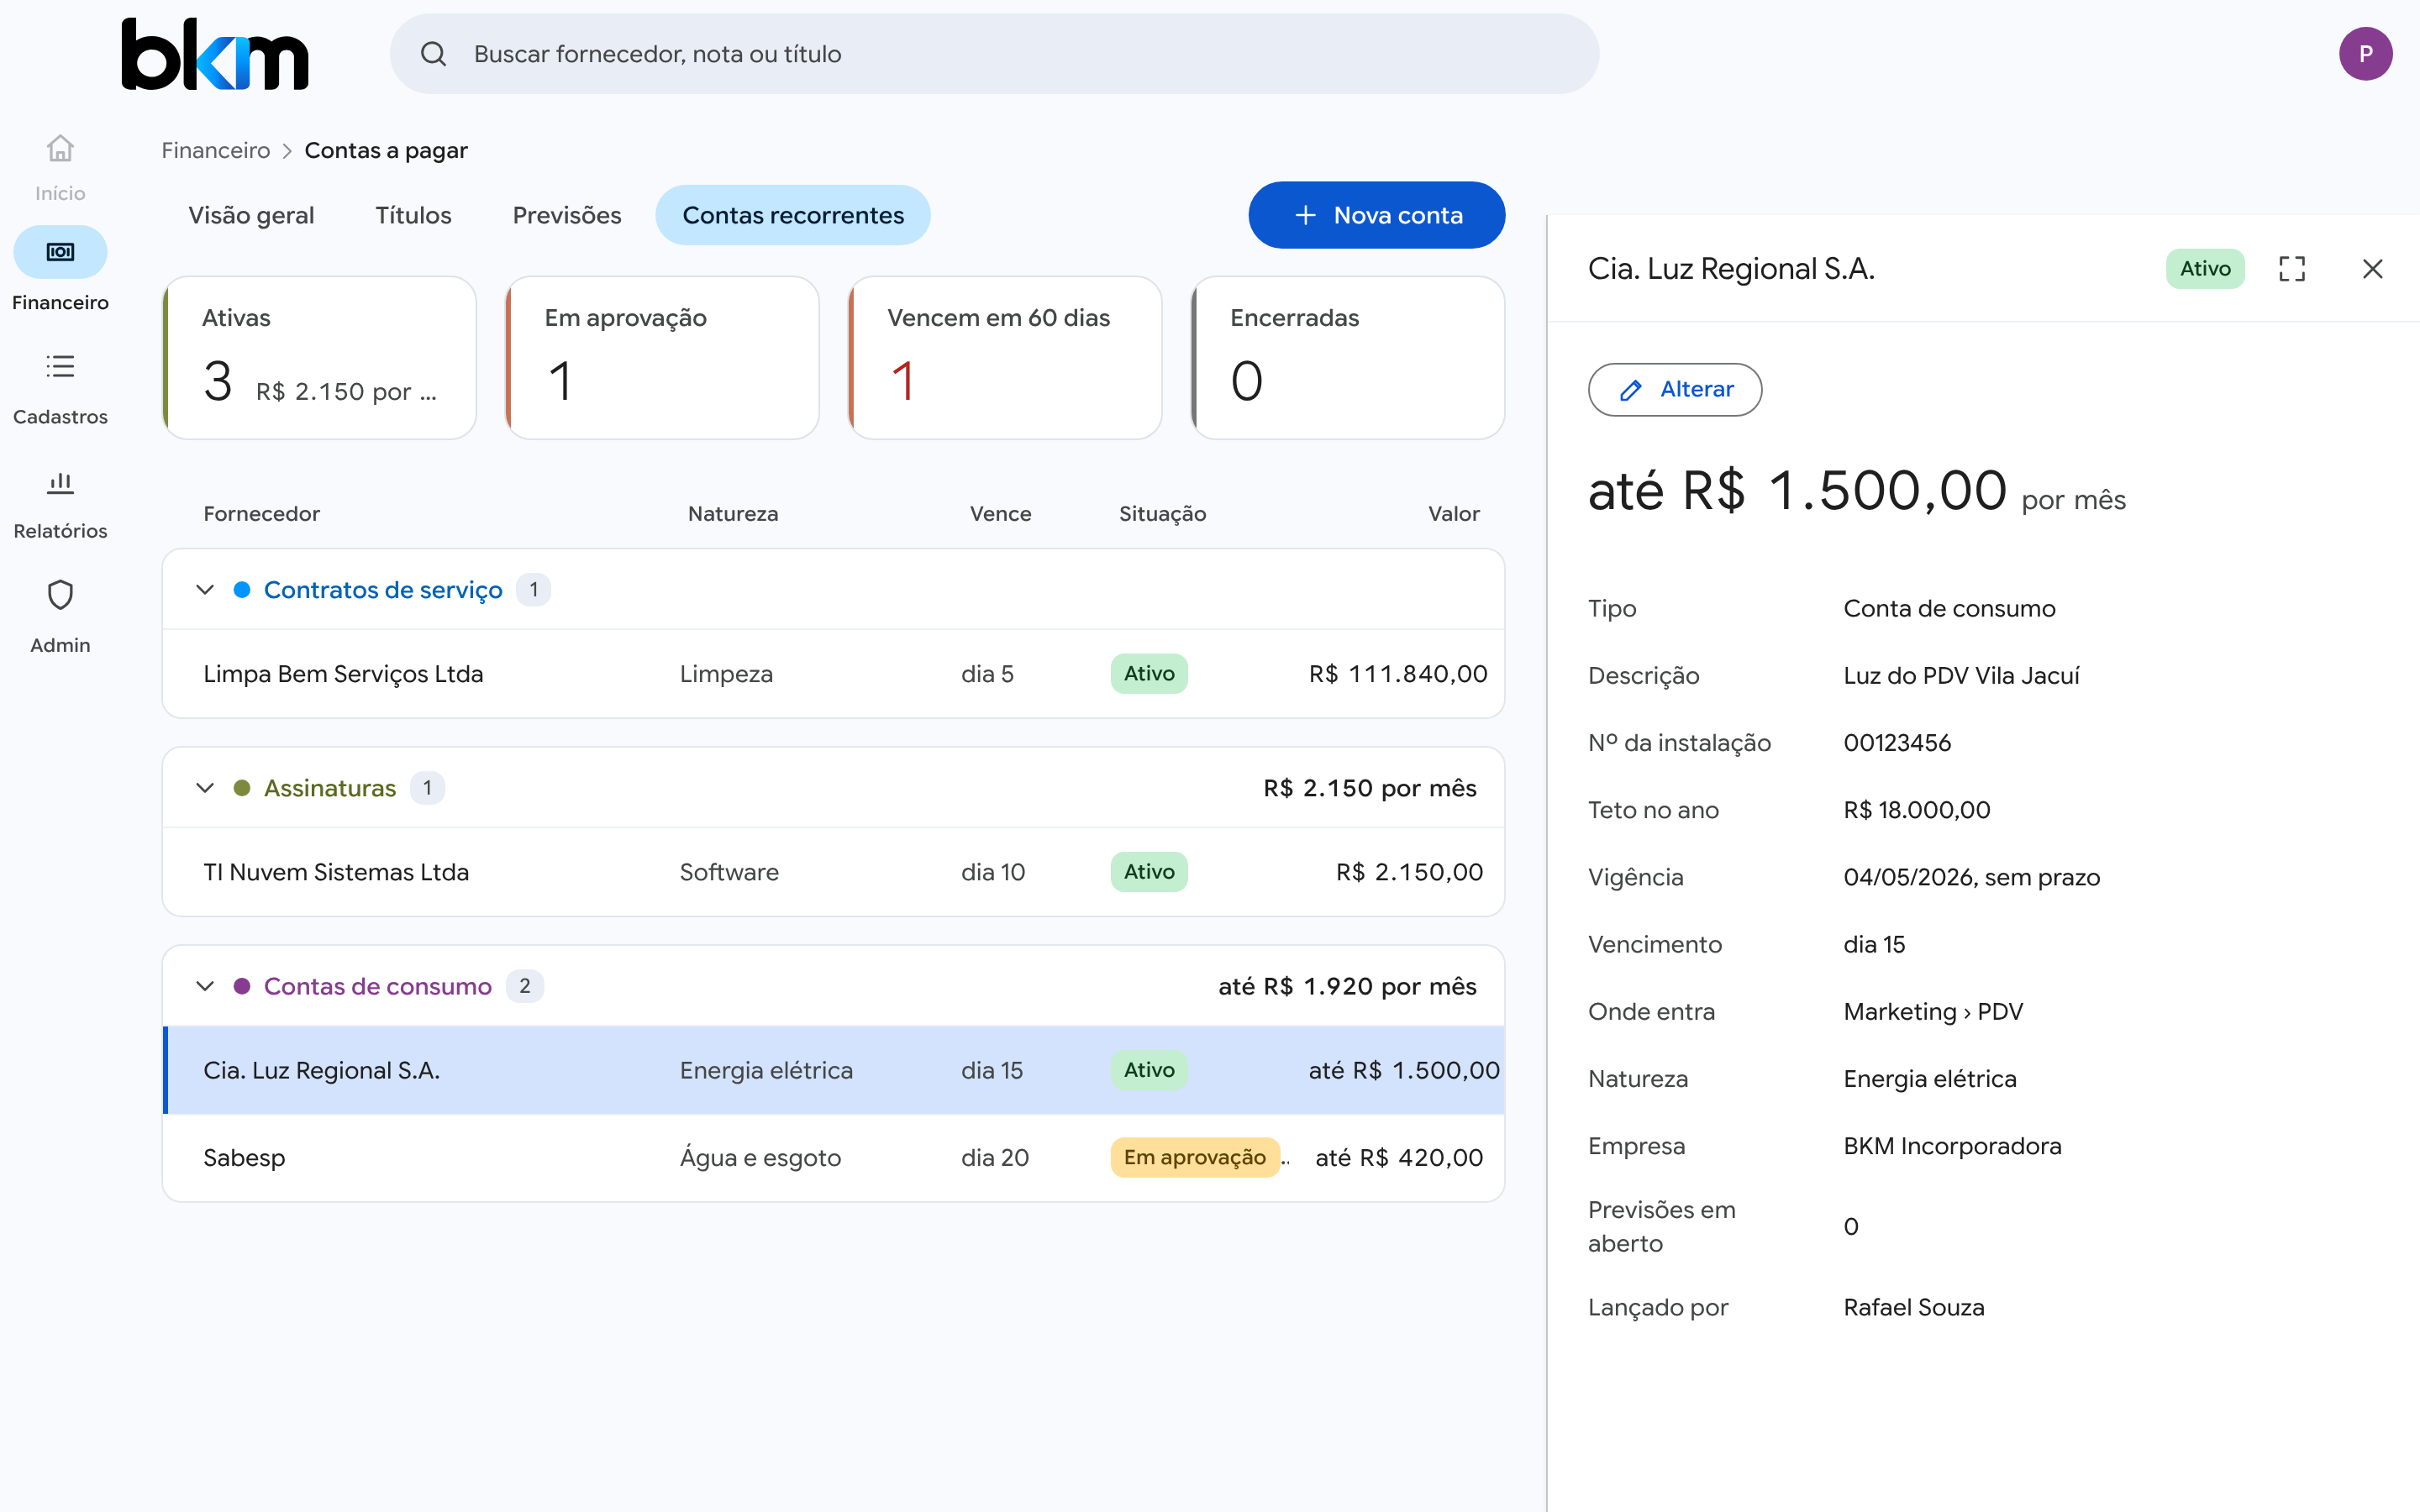 bkm
Buscar fornecedor, nota ou título
P
Início
Financeiro
Cadastros
Relatórios
Admin
Financeiro > Contas a pagar
Visão geral
Títulos
Previsões
Contas recorrentes
+ Nova conta
Ativas
3 R$ 2.150 por ...
Em aprovação
1
Vencem em 60 dias
1
Encerradas
0
Fornecedor Natureza Vence Situação Valor
Contratos de serviço 1
Limpa Bem Serviços Ltda Limpeza dia 5 Ativo R$ 111.840,00
Assinaturas 1 R$ 2.150 por mês
TI Nuvem Sistemas Ltda Software dia 10 Ativo R$ 2.150,00
Contas de consumo 2 até R$ 1.920 por mês
Cia. Luz Regional S.A. Energia elétrica dia 15 Ativo até R$ 1.500,00
Sabesp Água e esgoto dia 20 Em aprovação .. até R$ 420,00
Cia. Luz Regional S.A. Ativo
Alterar
até R$ 1.500,00 por mês
Tipo Conta de consumo
Descrição Luz do PDV Vila Jacuí
Nº da instalação 00123456
Teto no ano R$ 18.000,00
Vigência 04/05/2026, sem prazo
Vencimento dia 15
Onde entra Marketing › PDV
Natureza Energia elétrica
Empresa BKM Incorporadora
Previsões em
aberto 0
Lançado por Rafael Souza